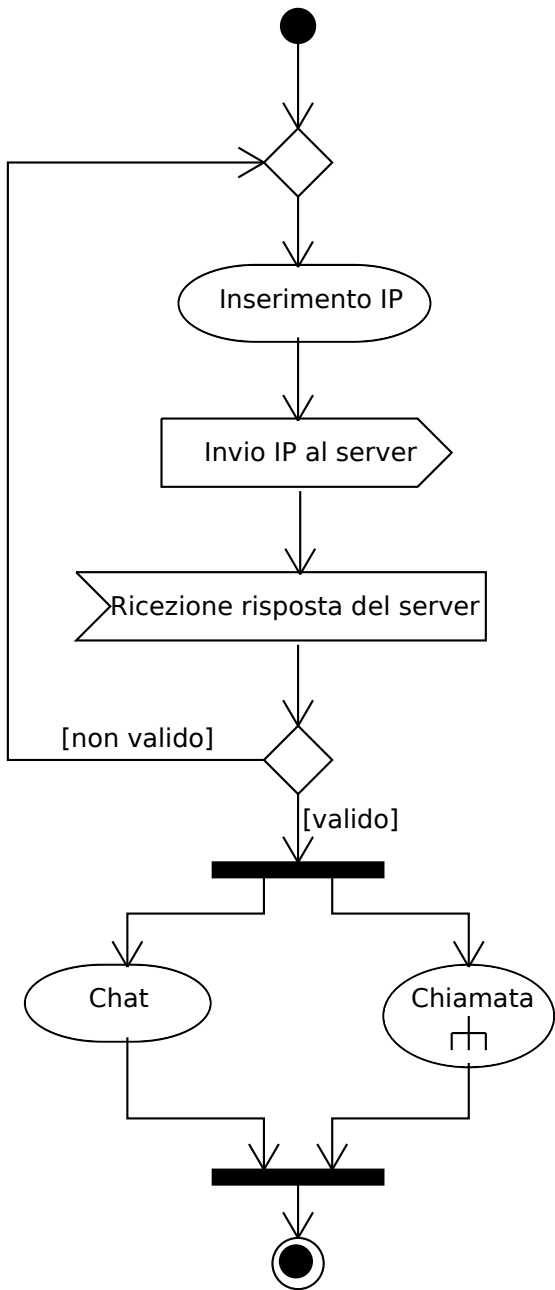 Inserimento IP
Invio IP al server
Ricezione risposta del server
[non valido]
[valido]
Chat
Chiamata